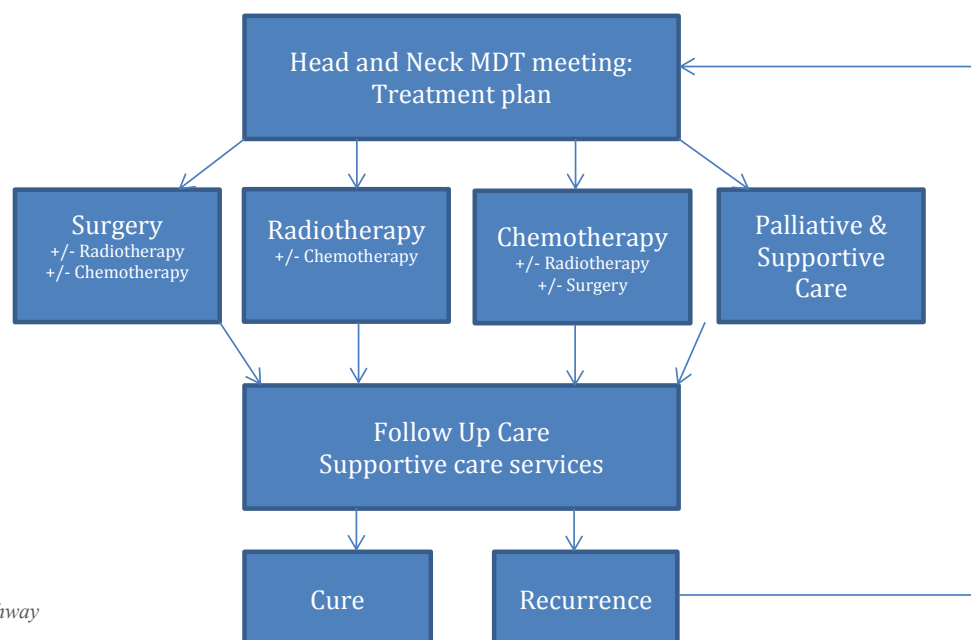 Head and Neck MDT meeting:
Treatment plan
Surgery
+/- Radiotherapy
+/- Chemotherapy
Radiotherapy
+/- Chemotherapy
Chemotherapy
+/- Radiotherapy
+/- Surgery
Palliative &
Supportive
Care
Follow Up Care
Supportive care services
Cure
Recurrence